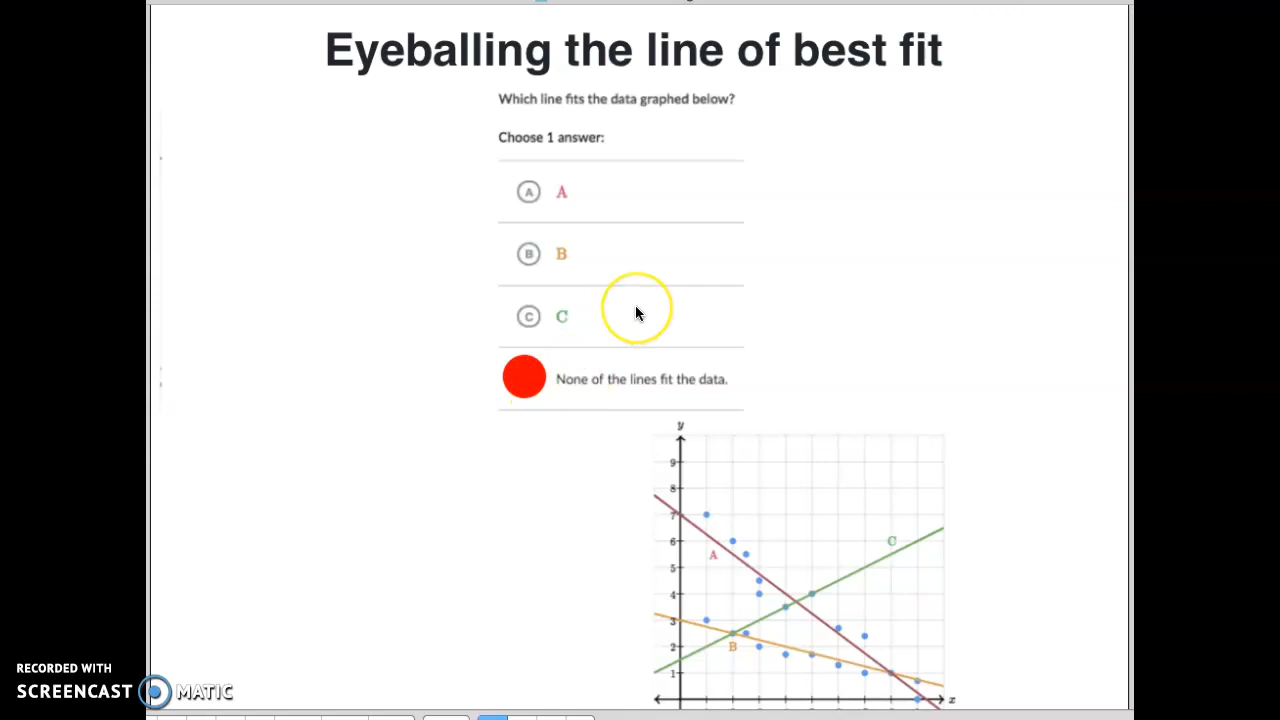 Eyeballing the line of best fit
Which line fits the data graphed below?
Choose 1 answer:
A A
B B
C C
None of the lines fit the data.
y
9
8
7
6
5
4
3
2
1
A
B
C
x
RECORDED WITH
SCREENCAST MATIC